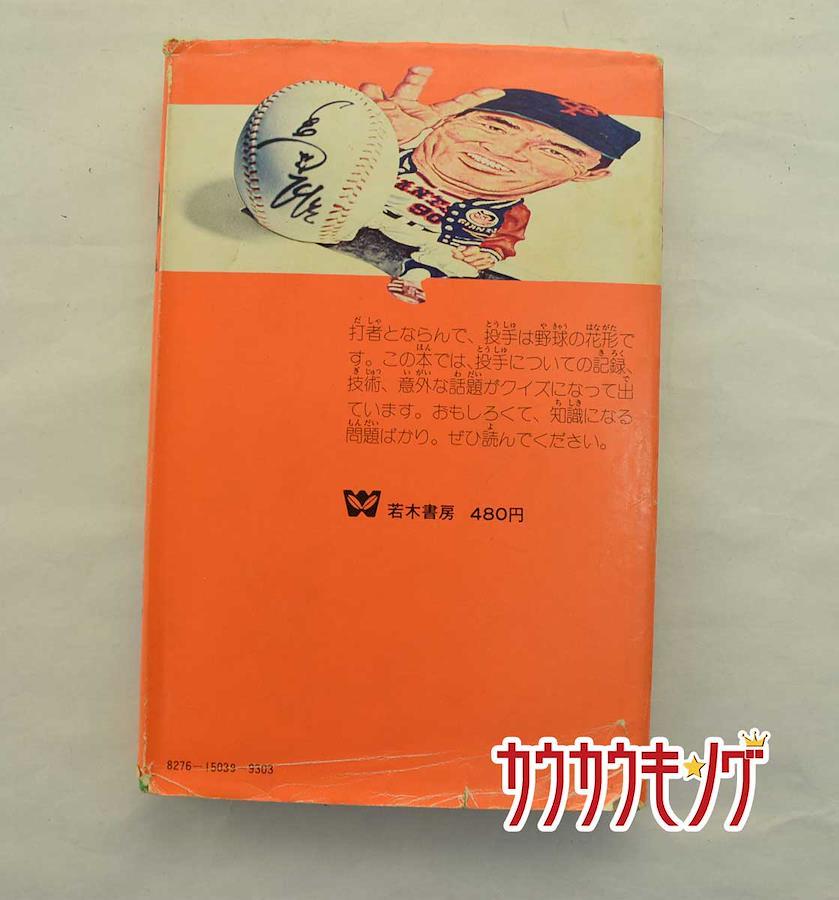 GIANTS
打者とならんで、投手は野球の花形で
す。この本では、投手についての記録、
技術、意外な話題がクイズになって出
ています。おもしろくて、知識になる
問題ばかり。ぜひ読んでください。
若木書房 480円
8276-15039-9303
カウカウキング